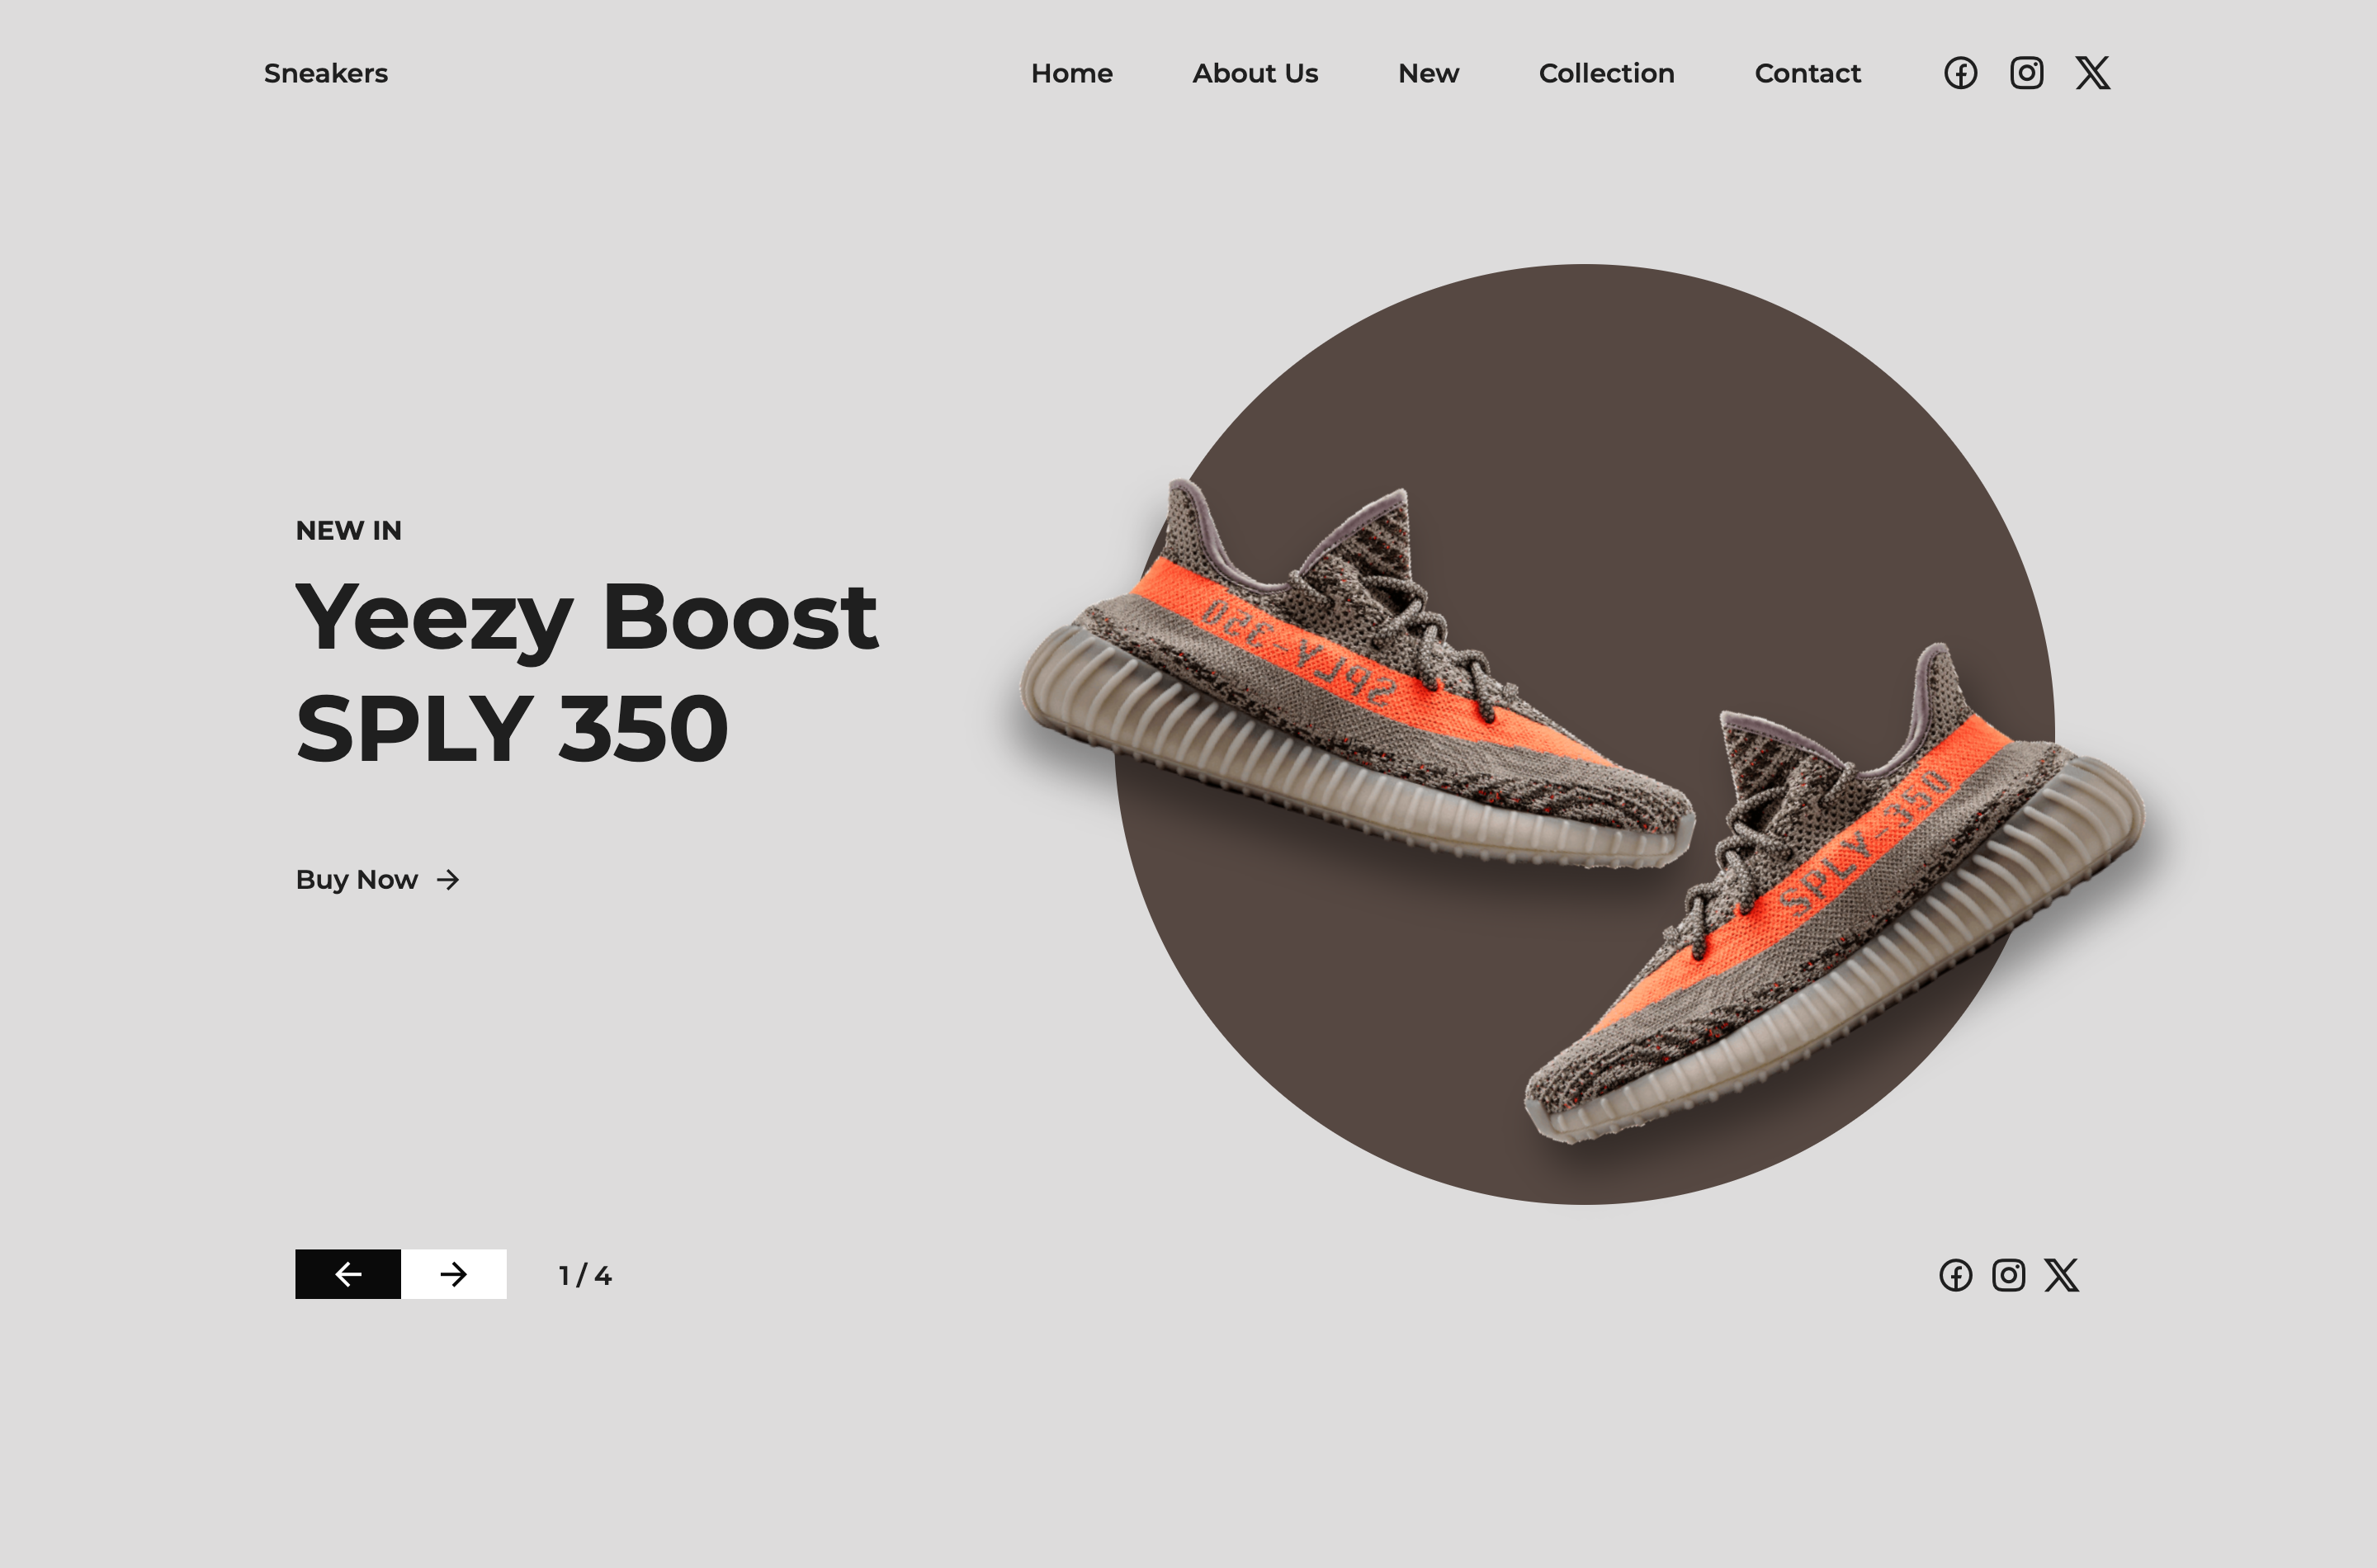 Sneakers
Home About Us New Collection Contact
NEW IN
Yeezy Boost
SPLY 350
Buy Now
SPLY-350
SPLY-350
1 / 4